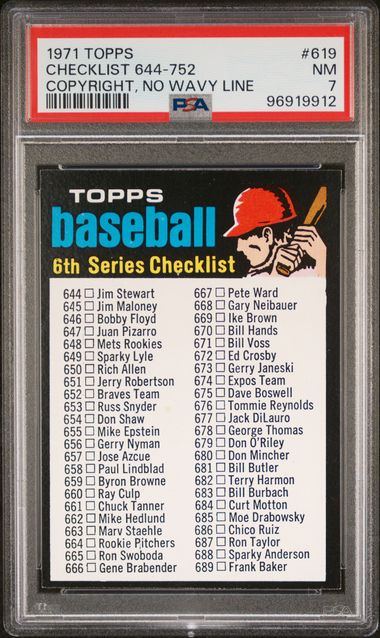 1971 TOPPS #619
CHECKLIST 644-752 NM
COPYRIGHT, NO WAVY LINE 7
PSA 96919912
TOPPS
baseball
6th Series Checklist
644 Jim Stewart
645 Jim Maloney
646 Bobby Floyd
647 Juan Pizarro
648 Mets Rookies
649 Sparky Lyle
650 Rich Allen
651 Jerry Robertson
652 Braves Team
653 Russ Snyder
654 Don Shaw
655 Mike Epstein
656 Gerry Nyman
657 Jose Azcue
658 Paul Lindblad
659 Byron Browne
660 Ray Culp
661 Chuck Tanner
662 Mike Hedlund
663 Marv Staehle
664 Rookie Pitchers
665 Ron Swoboda
666 Gene Brabender
667 Pete Ward
668 Gary Neibauer
669 Ike Brown
670 Bill Hands
671 Bill Voss
672 Ed Crosby
673 Gerry Janeski
674 Expos Team
675 Dave Boswell
676 Tommie Reynolds
677 Jack DiLauro
678 George Thomas
679 Don O'Riley
680 Don Mincher
681 Bill Butler
682 Terry Harmon
683 Bill Burbach
684 Curt Motton
685 Moe Drabowsky
686 Chico Ruiz
687 Ron Taylor
688 Sparky Anderson
689 Frank Baker
PSA